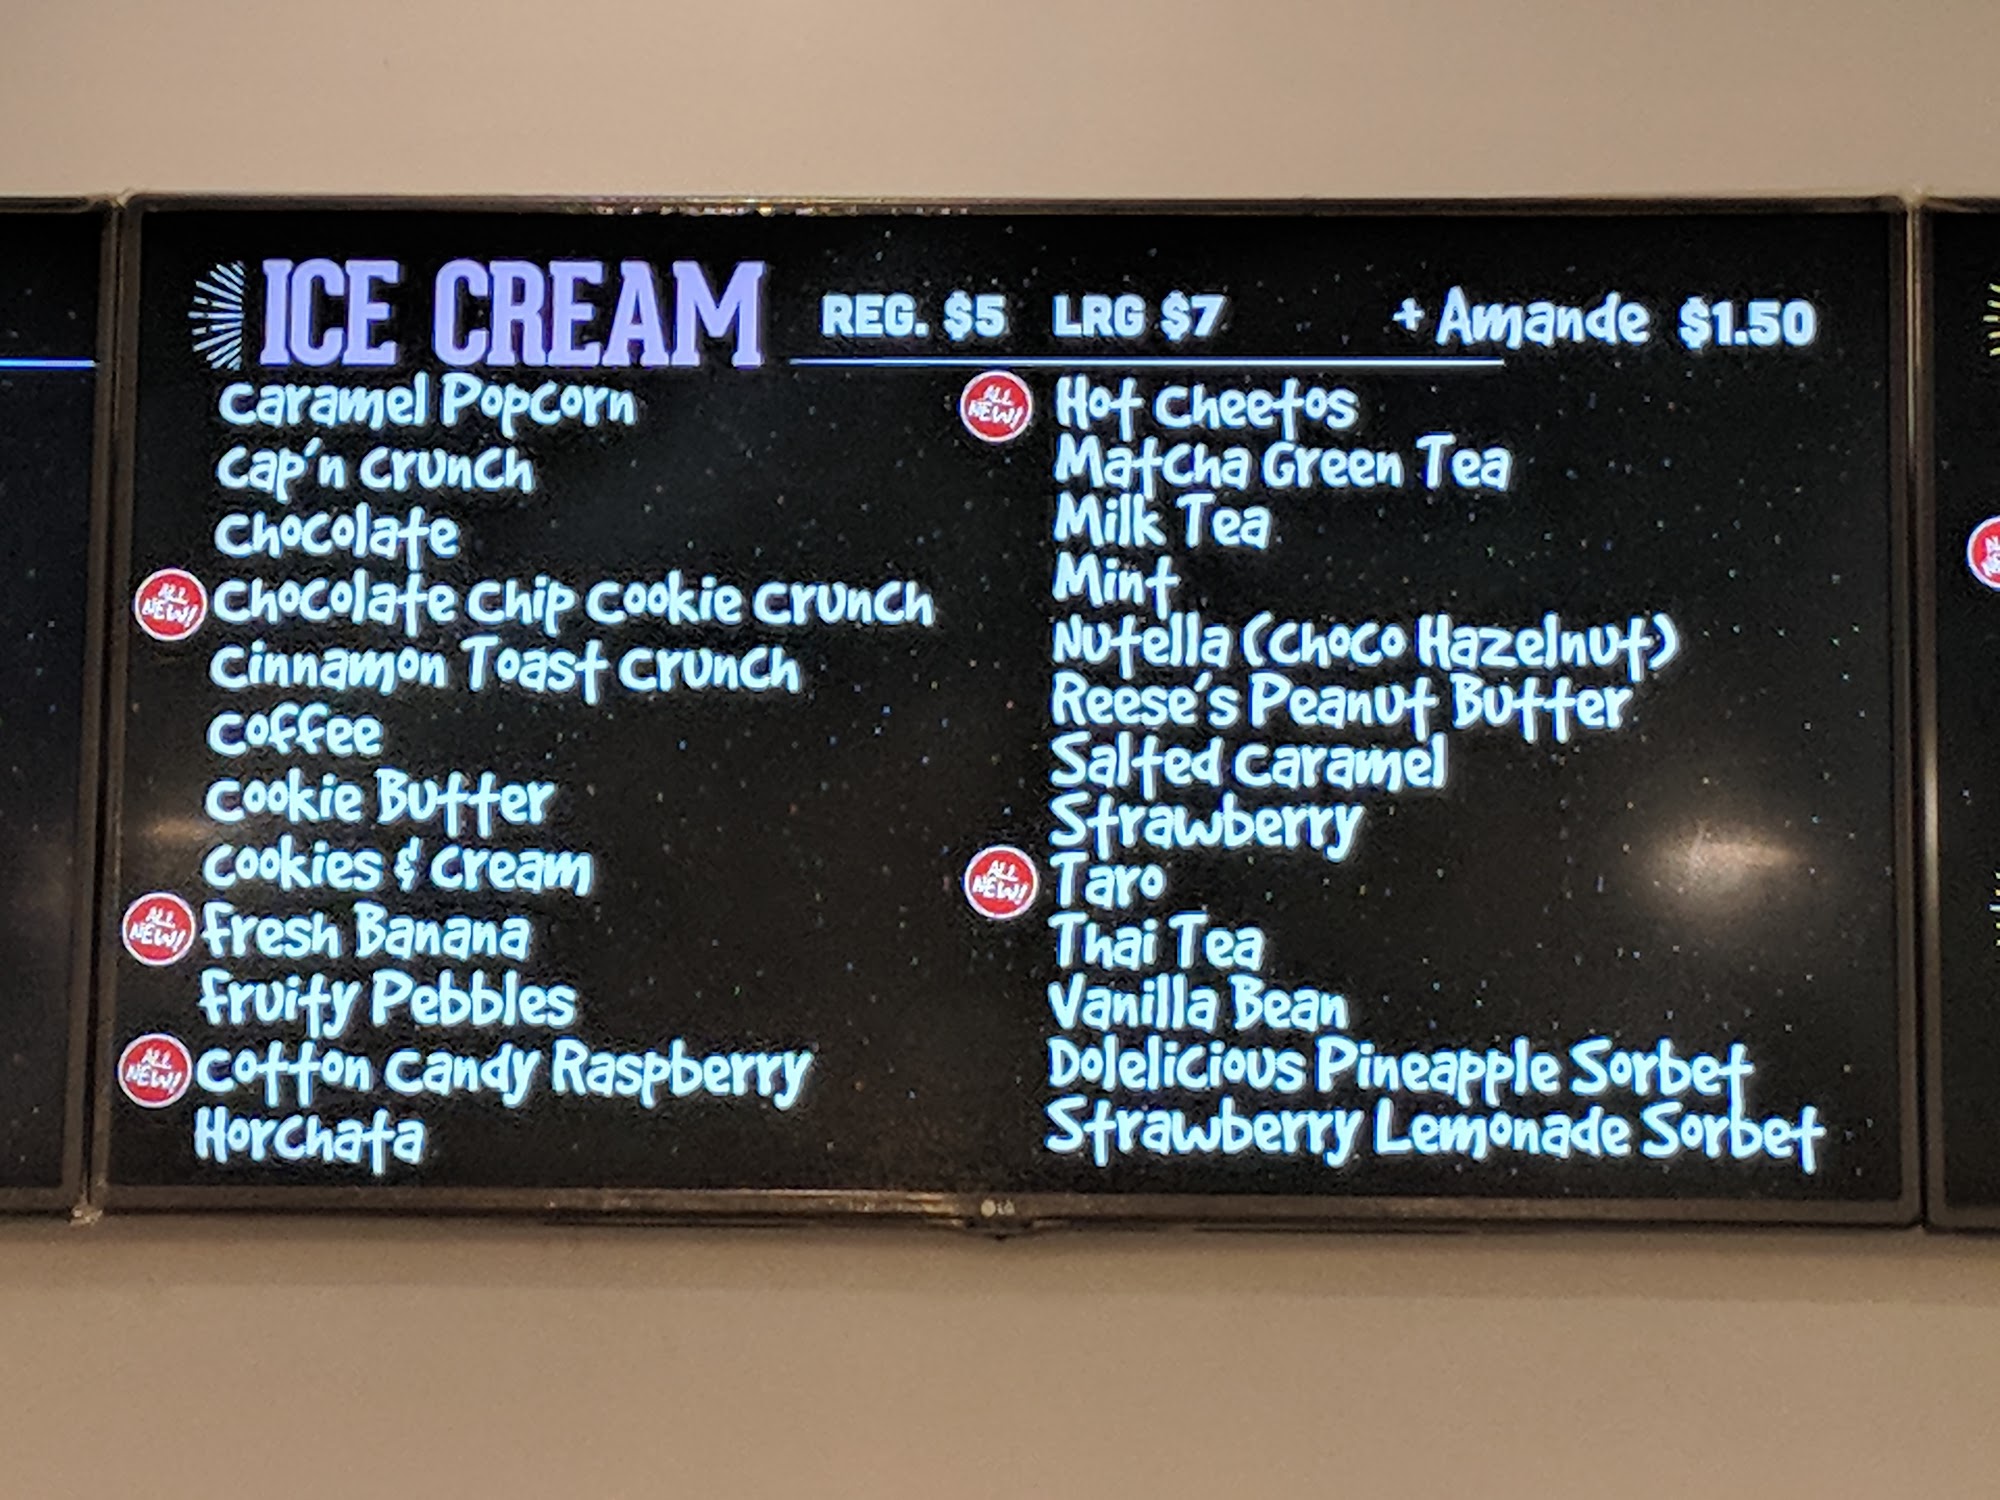 ICE CREAM REG. $5 LRG $7 + Amande $1.50
Caramel Popcorn
Cap'n Crunch
Chocolate
ALL NEW! Chocolate Chip Cookie Crunch
Cinnamon Toast Crunch
Coffee
Cookie Butter
Cookies & Cream
ALL NEW! Fresh Banana
Fruity Pebbles
ALL NEW! Cotton Candy Raspberry
Horchata
ALL NEW! Hot Cheetos
Matcha Green Tea
Milk Tea
Mint
Nutella (Choco Hazelnut)
Reese's Peanut Butter
Salted Caramel
Strawberry
ALL NEW! Taro
Thai Tea
Vanilla Bean
Dolelicious Pineapple Sorbet
Strawberry Lemonade Sorbet
LG